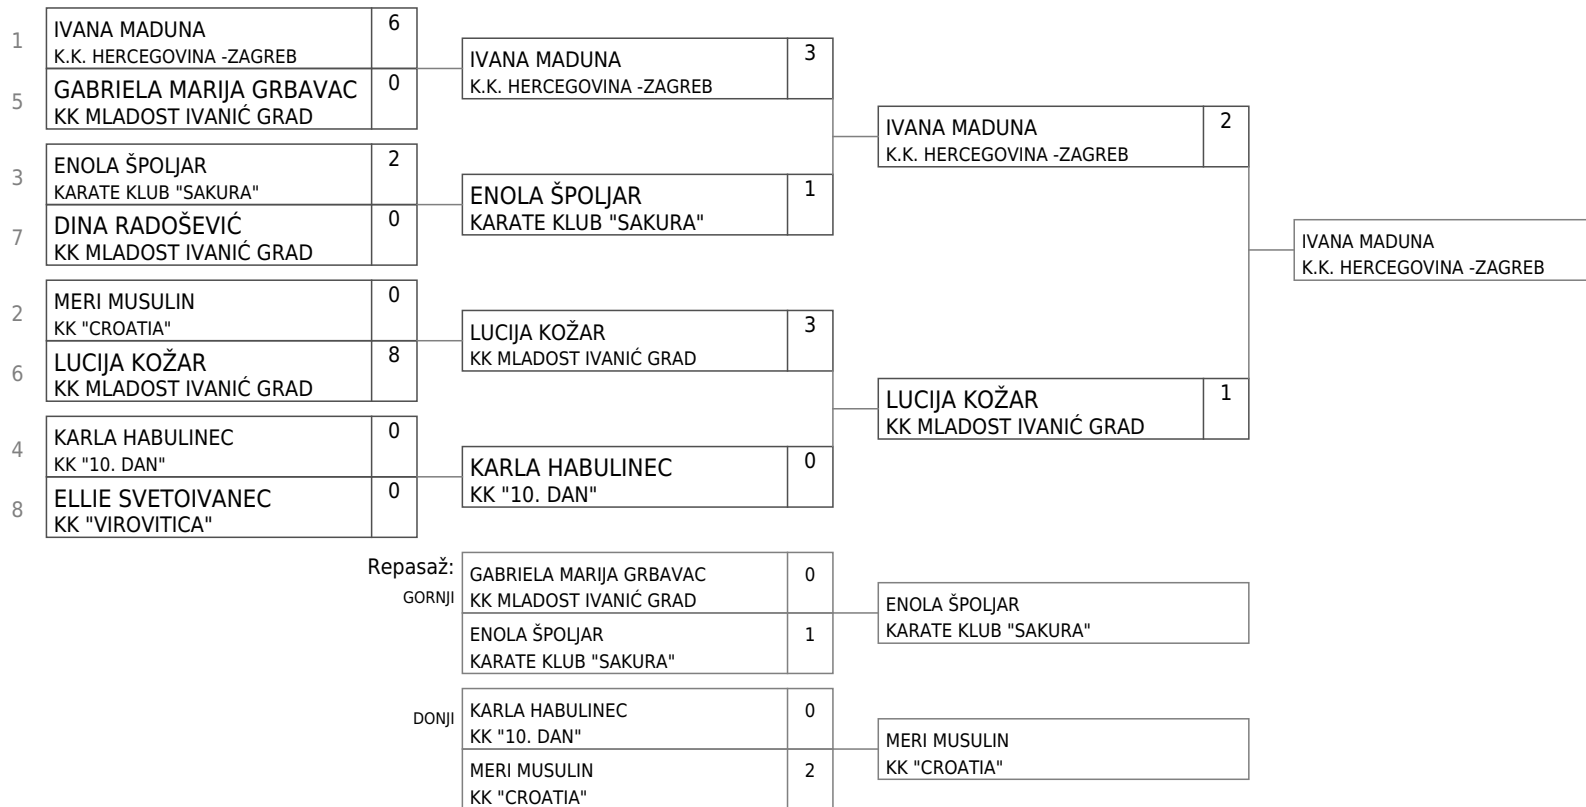 1
IVANA MADUNA
K.K. HERCEGOVINA -ZAGREB
6
5
GABRIELA MARIJA GRBAVAC
KK MLADOST IVANIĆ GRAD
0
3
ENOLA ŠPOLJAR
KARATE KLUB "SAKURA"
2
7
DINA RADOŠEVIĆ
KK MLADOST IVANIĆ GRAD
0
2
MERI MUSULIN
KK "CROATIA"
0
6
LUCIJA KOŽAR
KK MLADOST IVANIĆ GRAD
8
4
KARLA HABULINEC
KK "10. DAN"
0
8
ELLIE SVETOIVANEC
KK "VIROVITICA"
0
IVANA MADUNA
K.K. HERCEGOVINA -ZAGREB
3
ENOLA ŠPOLJAR
KARATE KLUB "SAKURA"
1
LUCIJA KOŽAR
KK MLADOST IVANIĆ GRAD
3
KARLA HABULINEC
KK "10. DAN"
0
IVANA MADUNA
K.K. HERCEGOVINA -ZAGREB
2
LUCIJA KOŽAR
KK MLADOST IVANIĆ GRAD
1
IVANA MADUNA
K.K. HERCEGOVINA -ZAGREB
Repasaž:
GORNJI
GABRIELA MARIJA GRBAVAC
KK MLADOST IVANIĆ GRAD
0
ENOLA ŠPOLJAR
KARATE KLUB "SAKURA"
1
ENOLA ŠPOLJAR
KARATE KLUB "SAKURA"
DONJI
KARLA HABULINEC
KK "10. DAN"
0
MERI MUSULIN
KK "CROATIA"
2
MERI MUSULIN
KK "CROATIA"